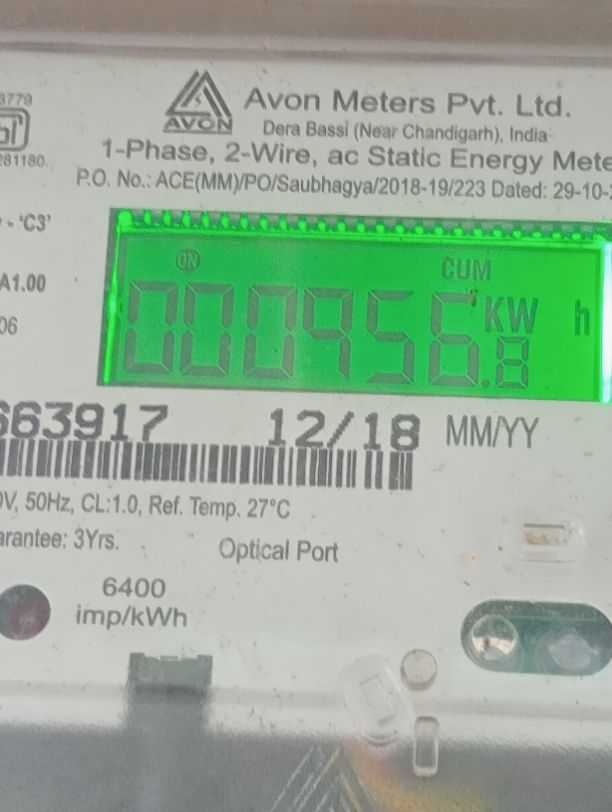 3779
Avon Meters Pvt. Ltd.
AVON
Dera Bassi (Near Chandigarh), India
281180
1-Phase, 2-Wire, ac Static Energy Mete
P.O. No.: ACE(MM)/PO/Saubhagya/2018-19/223 Dated: 29-10-
- 'C3'
ON
CUM
A1.00
000956.8 KW h
06
663917 12/18 MM/YY
0V, 50Hz, CL:1.0, Ref. Temp. 27°C
arantee: 3Yrs.
Optical Port
6400
imp/kWh